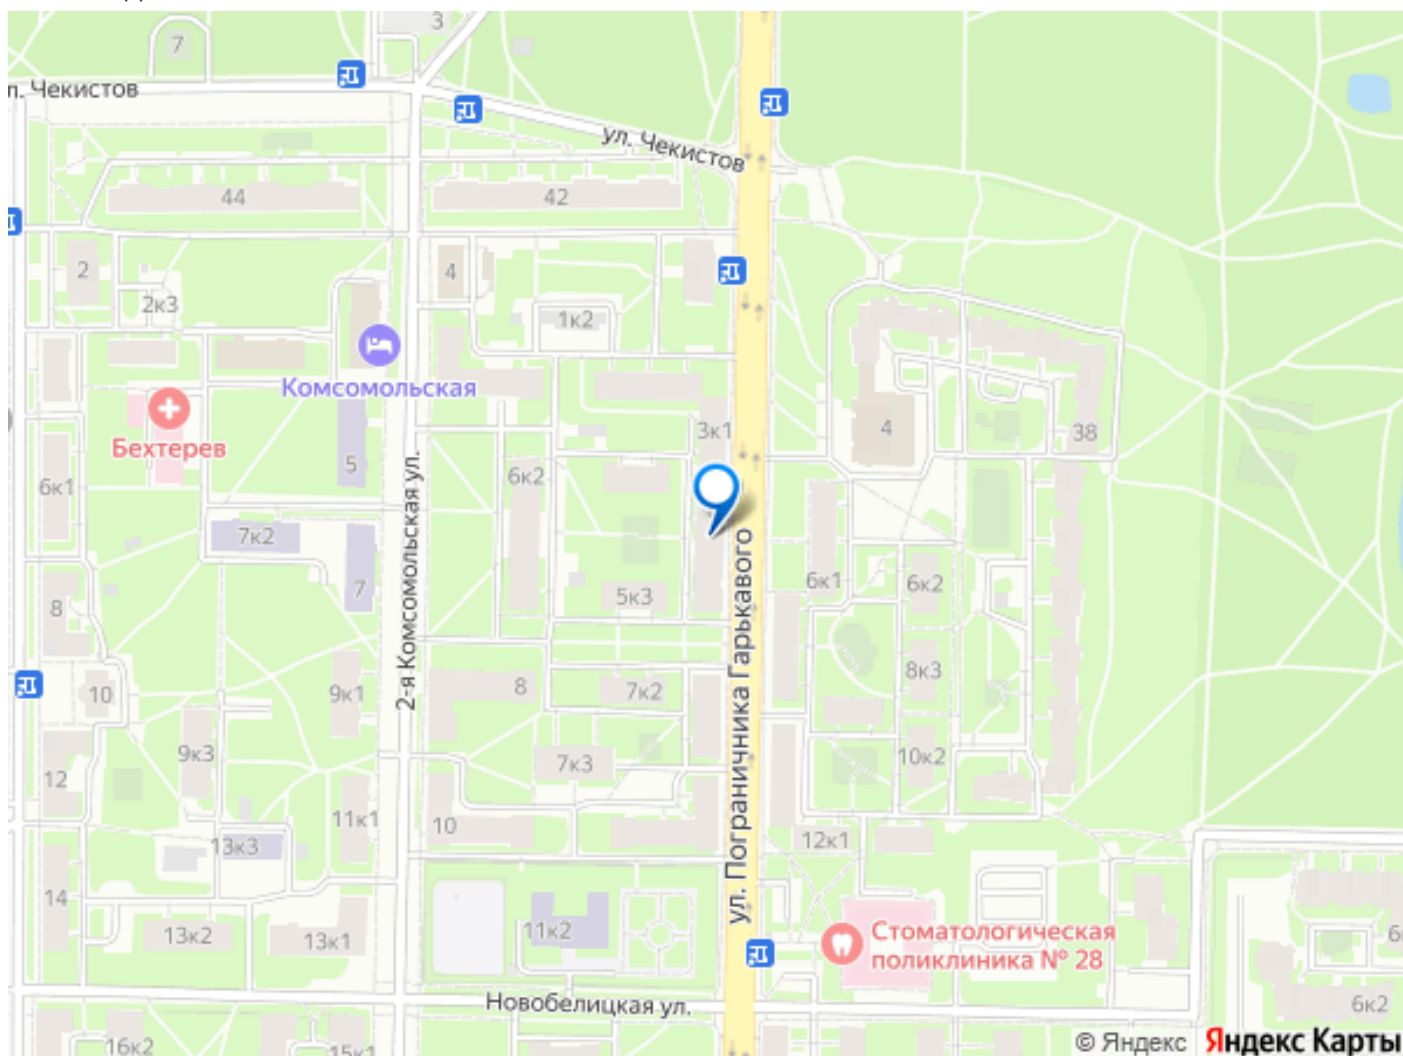 3
7
л. Чекистов
ул. Чекистов
44
42
2
4
2к3
1к2
Комсомольская
3к1
4
38
Бехтерев
6к1
5
6к2
7к2
7
8
5к3
6к1
6к2
2-я Комсомольская ул.
ул. Пограничника Гарькавого
10
9к1
8
7к2
8к3
9к3
12
7к3
10к2
11к1
10
13к3
12к1
14
13к2
13к1
11к2
Стоматологическая
поликлиника № 28
6
Новобелицкая ул.
6к2
16к2
15к1
© Яндекс Яндекс Карты